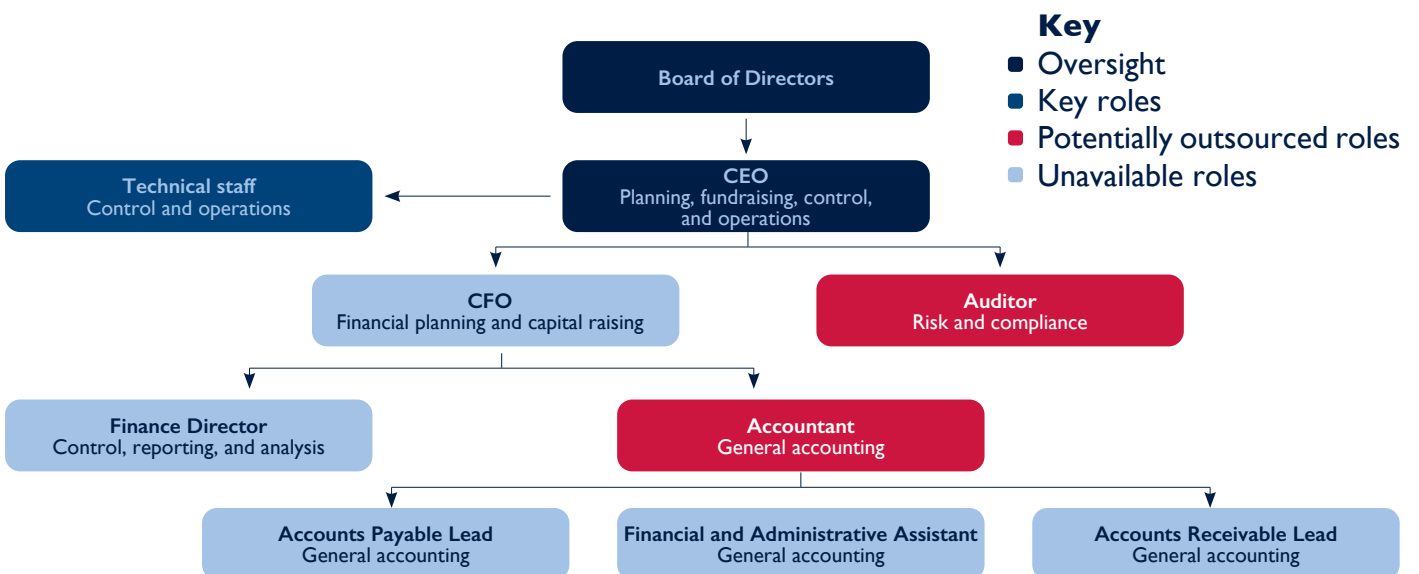 Key
Oversight
Key roles
Potentially outsourced roles
Unavailable roles
Board of Directors
CEO
Planning, fundraising, control,
and operations
Technical staff
Control and operations
CFO
Financial planning and capital raising
Auditor
Risk and compliance
Finance Director
Control, reporting, and analysis
Accountant
General accounting
Accounts Payable Lead
General accounting
Financial and Administrative Assistant
General accounting
Accounts Receivable Lead
General accounting